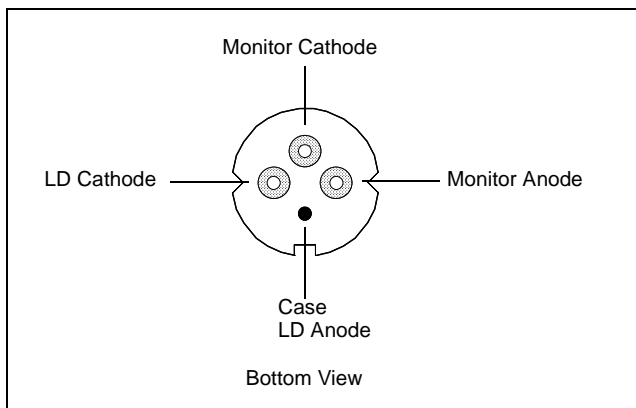 Monitor Cathode
LD Cathode
Monitor Anode
Case
LD Anode
Bottom View